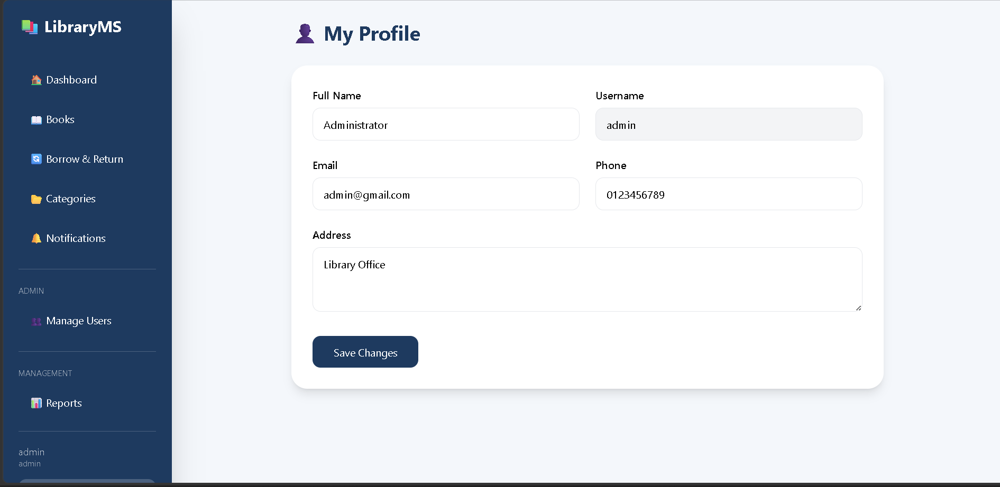 LibraryMS
Dashboard
Books
Borrow & Return
Categories
Notifications
ADMIN
Manage Users
MANAGEMENT
Reports
admin
admin
My Profile
Full Name
Username
Administrator
admin
Email
Phone
admin@gmail.com
0123456789
Address
Library Office
Save Changes